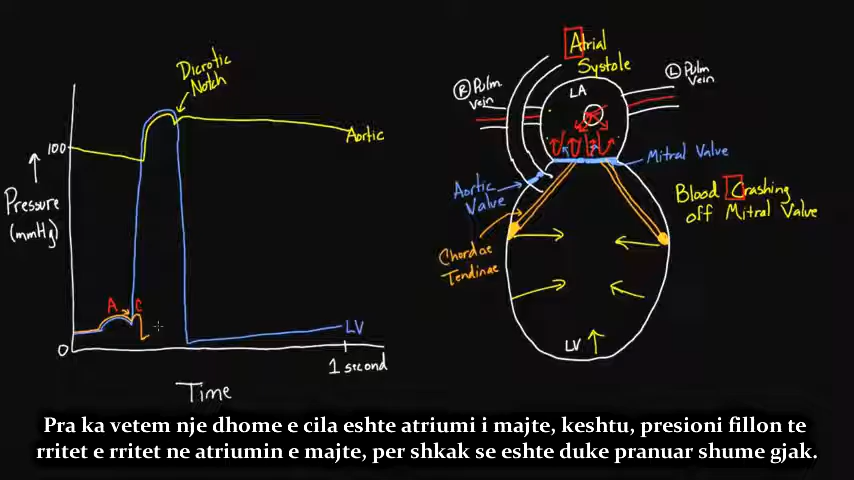 Dicrotic
Notch
100
Aortic
Pressure
(mmHg)
A
C
LV
0
1 second
Time
Atrial
Systole
R Pulm
vein
L Pulm
vein
LA
Mitral Valve
Aortic
Valve
Blood Crashing
off Mitral Valve
Chordae
Tendinae
LV
Pra ka vetem nje dhome e cila eshte atriumi i majte, keshtu, presioni fillon te
rritet e rritet ne atriumin e majte, per shkak se eshte duke pranuar shume gjak.